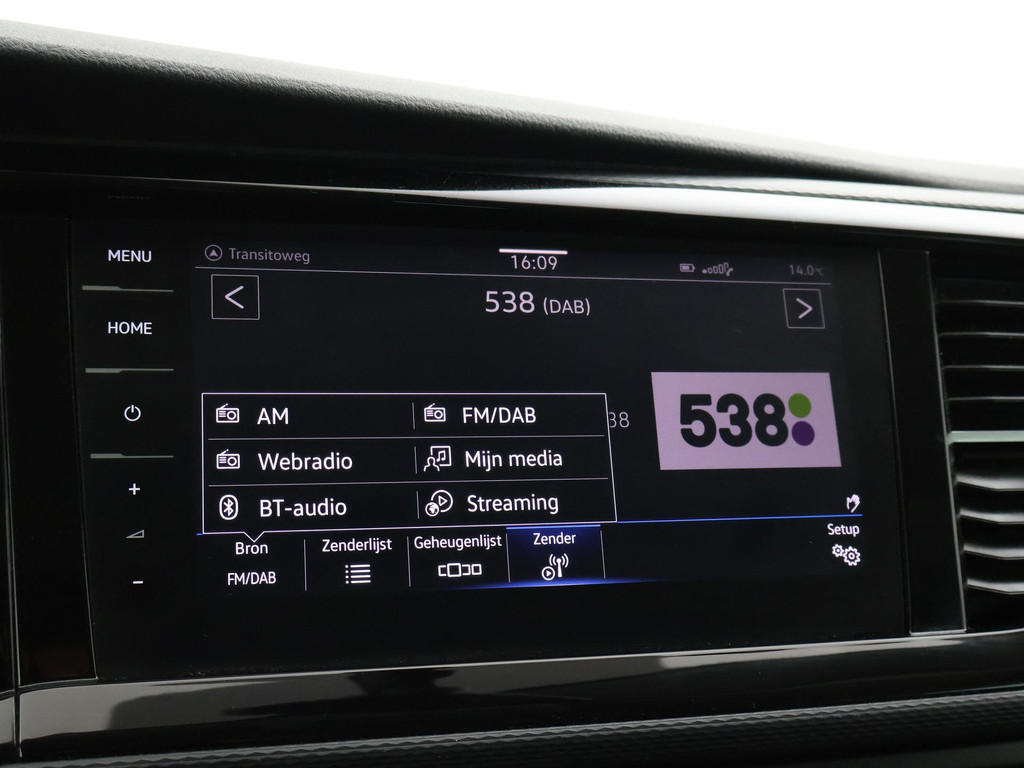 MENU
HOME
+
-
Transitoweg
16:09
14.0°C
<
538 (DAB)
>
AM
FM/DAB
Webradio
Mijn media
BT-audio
Streaming
38
538
Bron
FM/DAB
Zenderlijst
Geheugenlijst
Zender
Setup